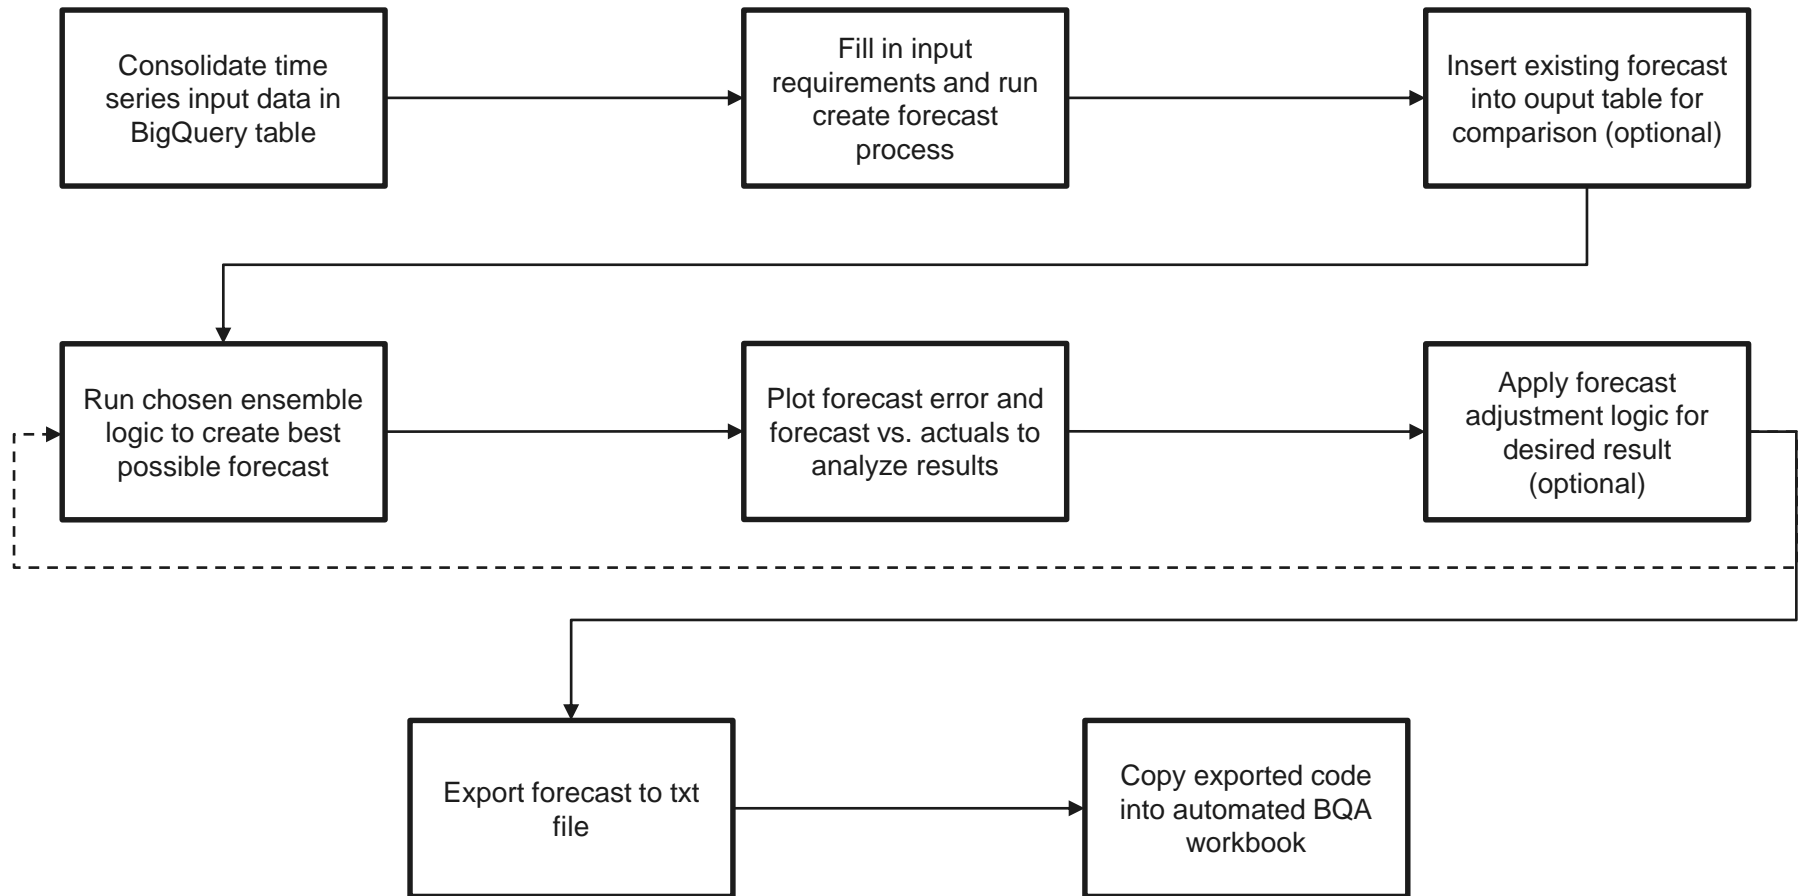 Consolidate time
series input data in
BigQuery table
Fill in input
requirements and run
create forecast
process
Insert existing forecast
into ouput table for
comparison (optional)
Run chosen ensemble
logic to create best
possible forecast
Plot forecast error and
forecast vs. actuals to
analyze results
Apply forecast
adjustment logic for
desired result
(optional)
Export forecast to txt
file
Copy exported code
into automated BQA
workbook